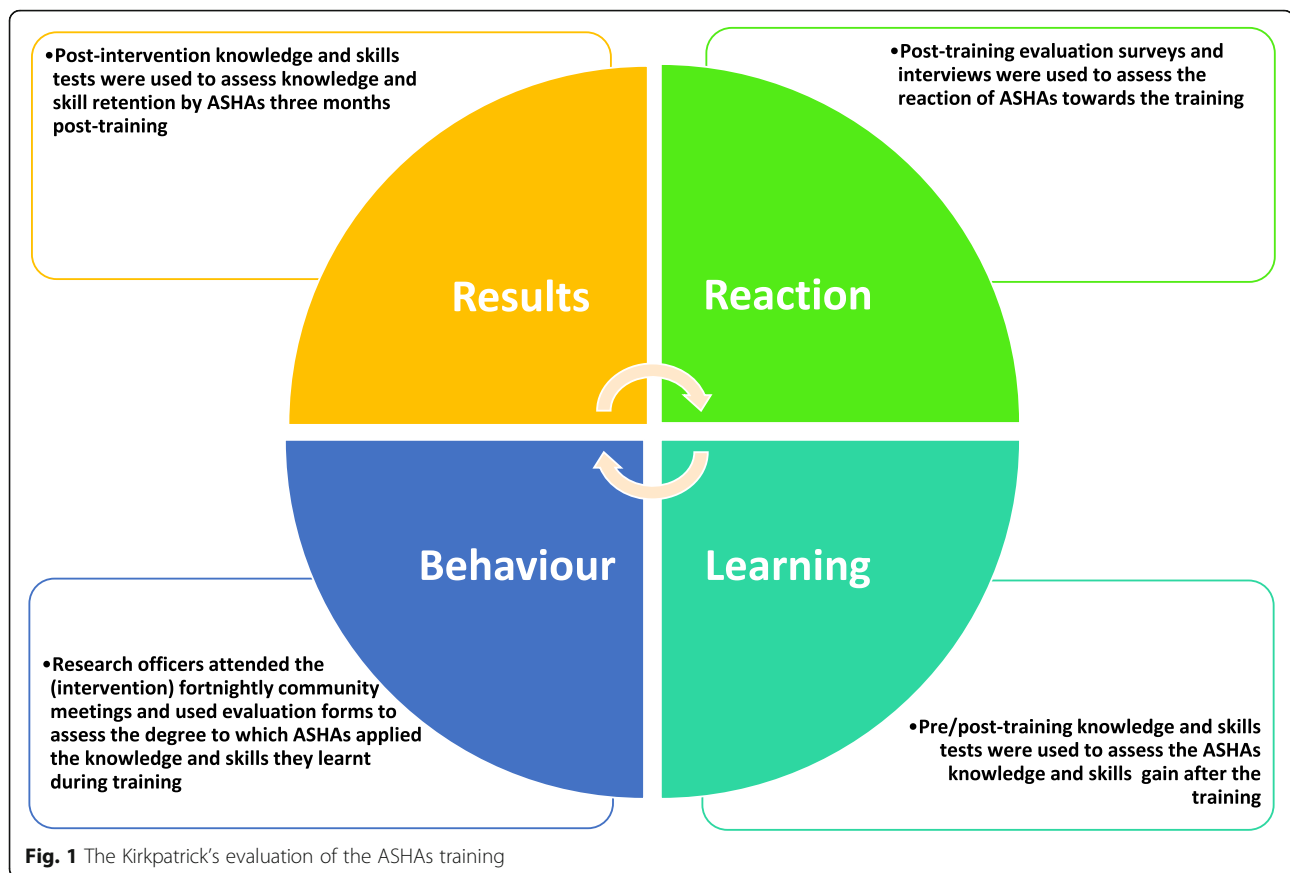 •Post-intervention knowledge and skills
tests were used to assess knowledge and
skill retention by ASHAs three months
post-training
•Post-training evaluation surveys and
interviews were used to assess the
reaction of ASHAs towards the training
Results
Reaction
Behaviour
Learning
•Research officers attended the
(intervention) fortnightly community
meetings and used evaluation forms to
assess the degree to which ASHAs applied
the knowledge and skills they learnt
during training
•Pre/post-training knowledge and skills
tests were used to assess the ASHAs
knowledge and skills gain after the
training
Fig. 1 The Kirkpatrick's evaluation of the ASHAs training